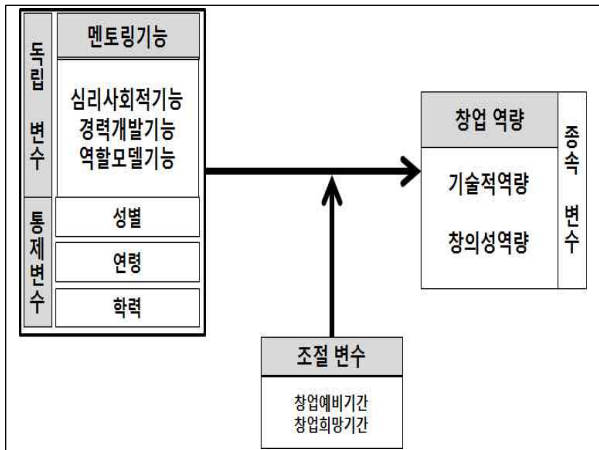 독립 변수
멘토링기능
심리사회적기능
경력개발기능
역할모델기능
통제변수
성별
연령
학력
창업 역량
기술적역량
창의성역량
종속 변수
조절 변수
창업예비기간
창업희망기간